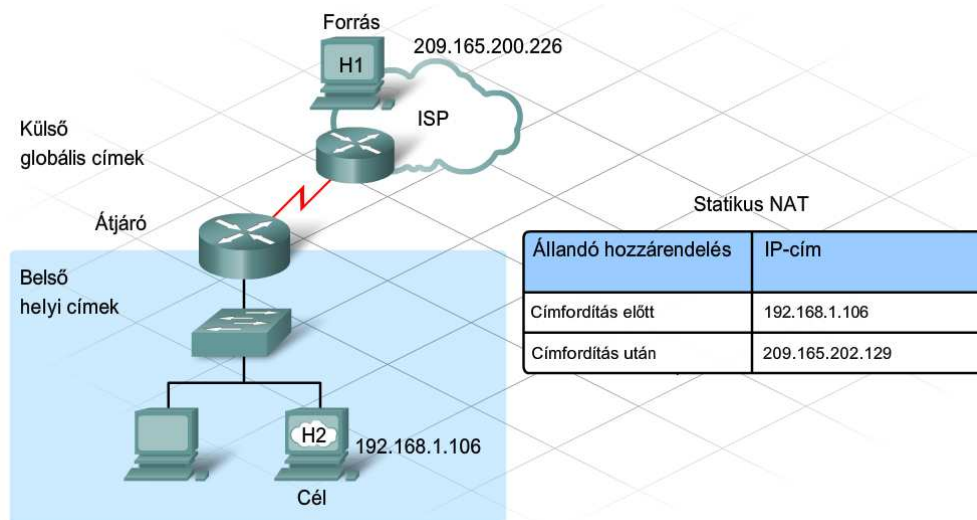 Forrás
209.165.200.226
H1
ISP
Külső
globális címek
Átjáró
Belső
helyi címek
H2
192.168.1.106
Cél
Statikus NAT
Állandó hozzárendelés IP-cím
Címfordítás előtt 192.168.1.106
Címfordítás után 209.165.202.129